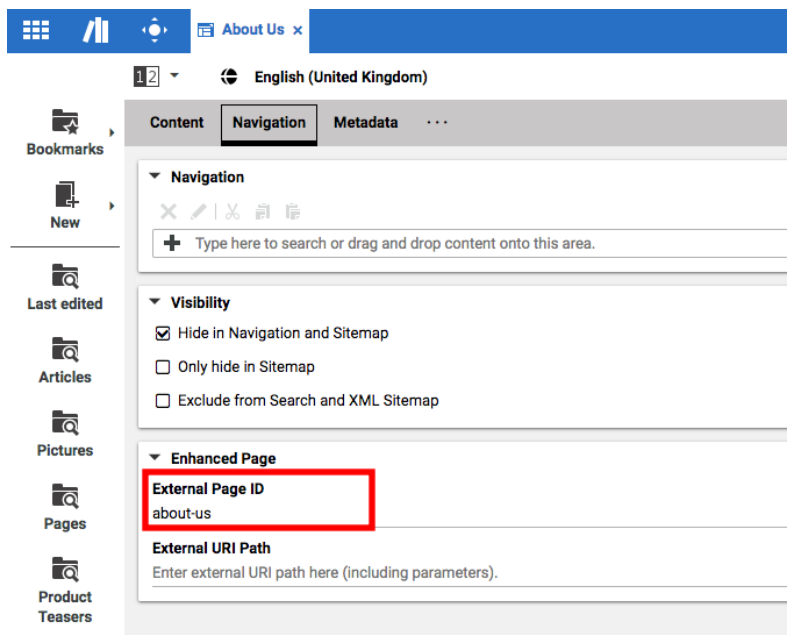 About Us ×
12
English (United Kingdom)
Content Navigation Metadata ...
Bookmarks
New
Last edited
Articles
Pictures
Pages
Product
Teasers
Navigation
Type here to search or drag and drop content onto this area.
Visibility
Hide in Navigation and Sitemap
Only hide in Sitemap
Exclude from Search and XML Sitemap
Enhanced Page
External Page ID
about-us
External URI Path
Enter external URI path here (including parameters).